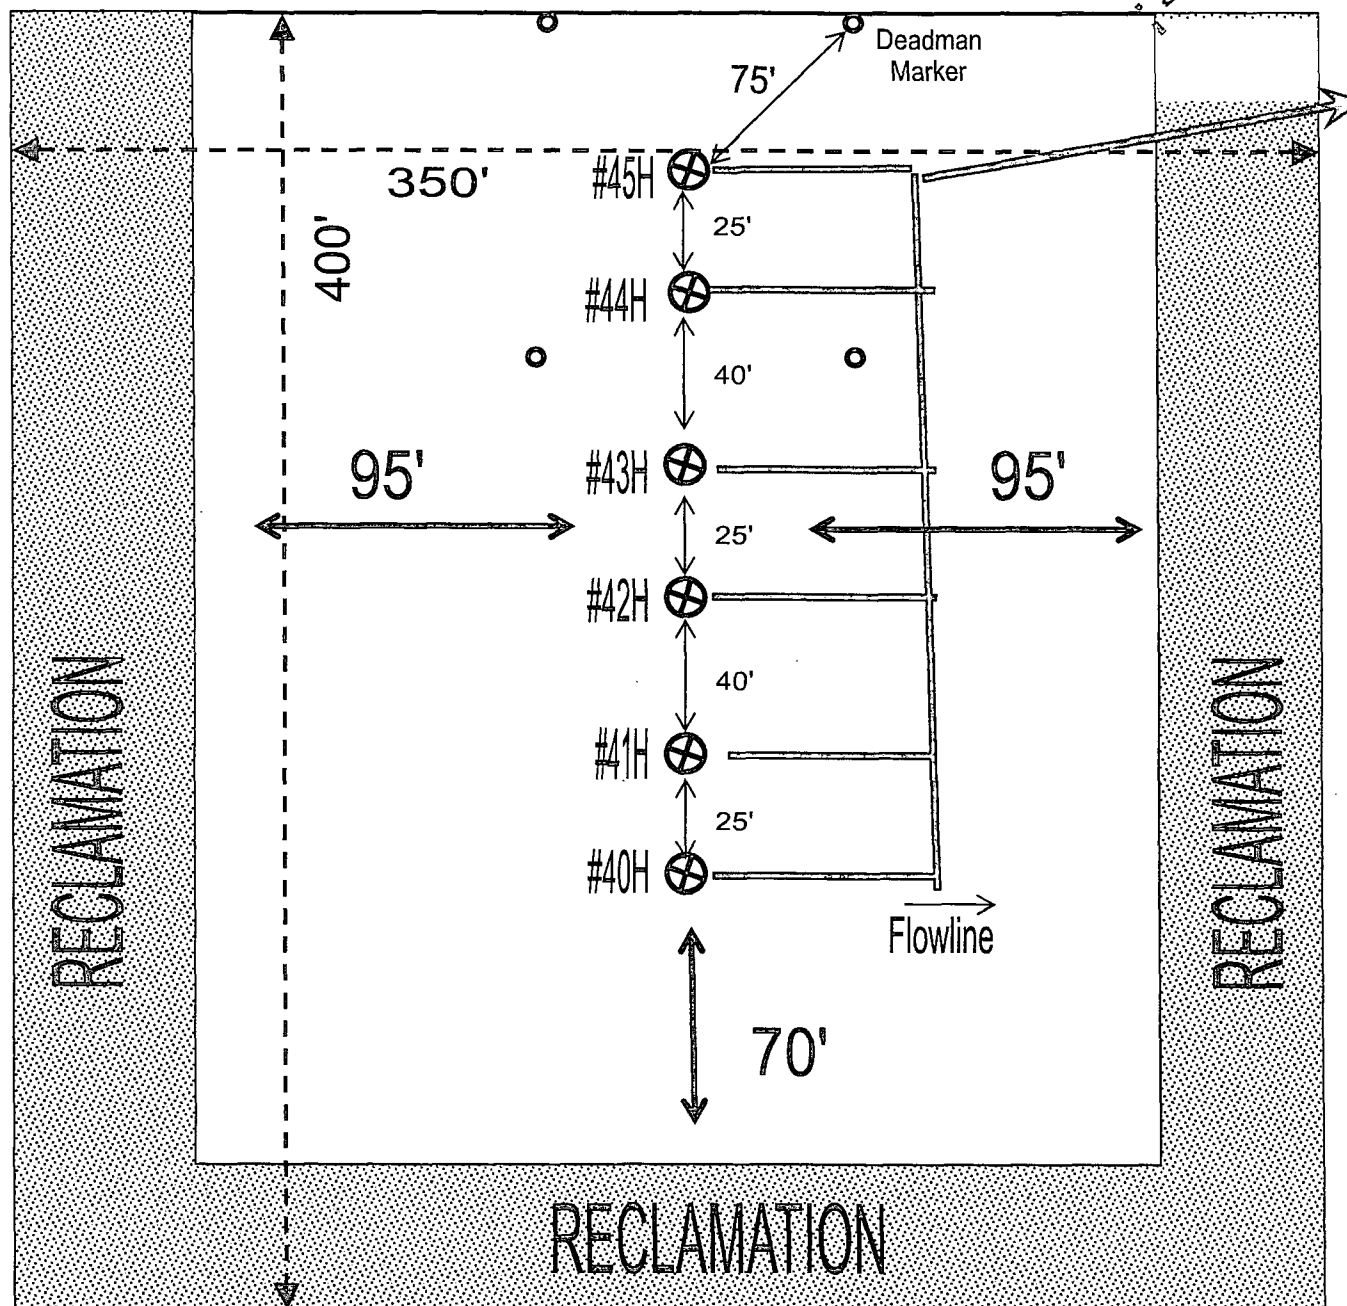 Deadman
Marker
75'
350'
#45H
25'
400'
#44H
40'
95'
#43H
95'
25'
#42H
40'
RECLAMATION
RECLAMATION
#41H
25'
#40H
Flowline
70'
RECLAMATION